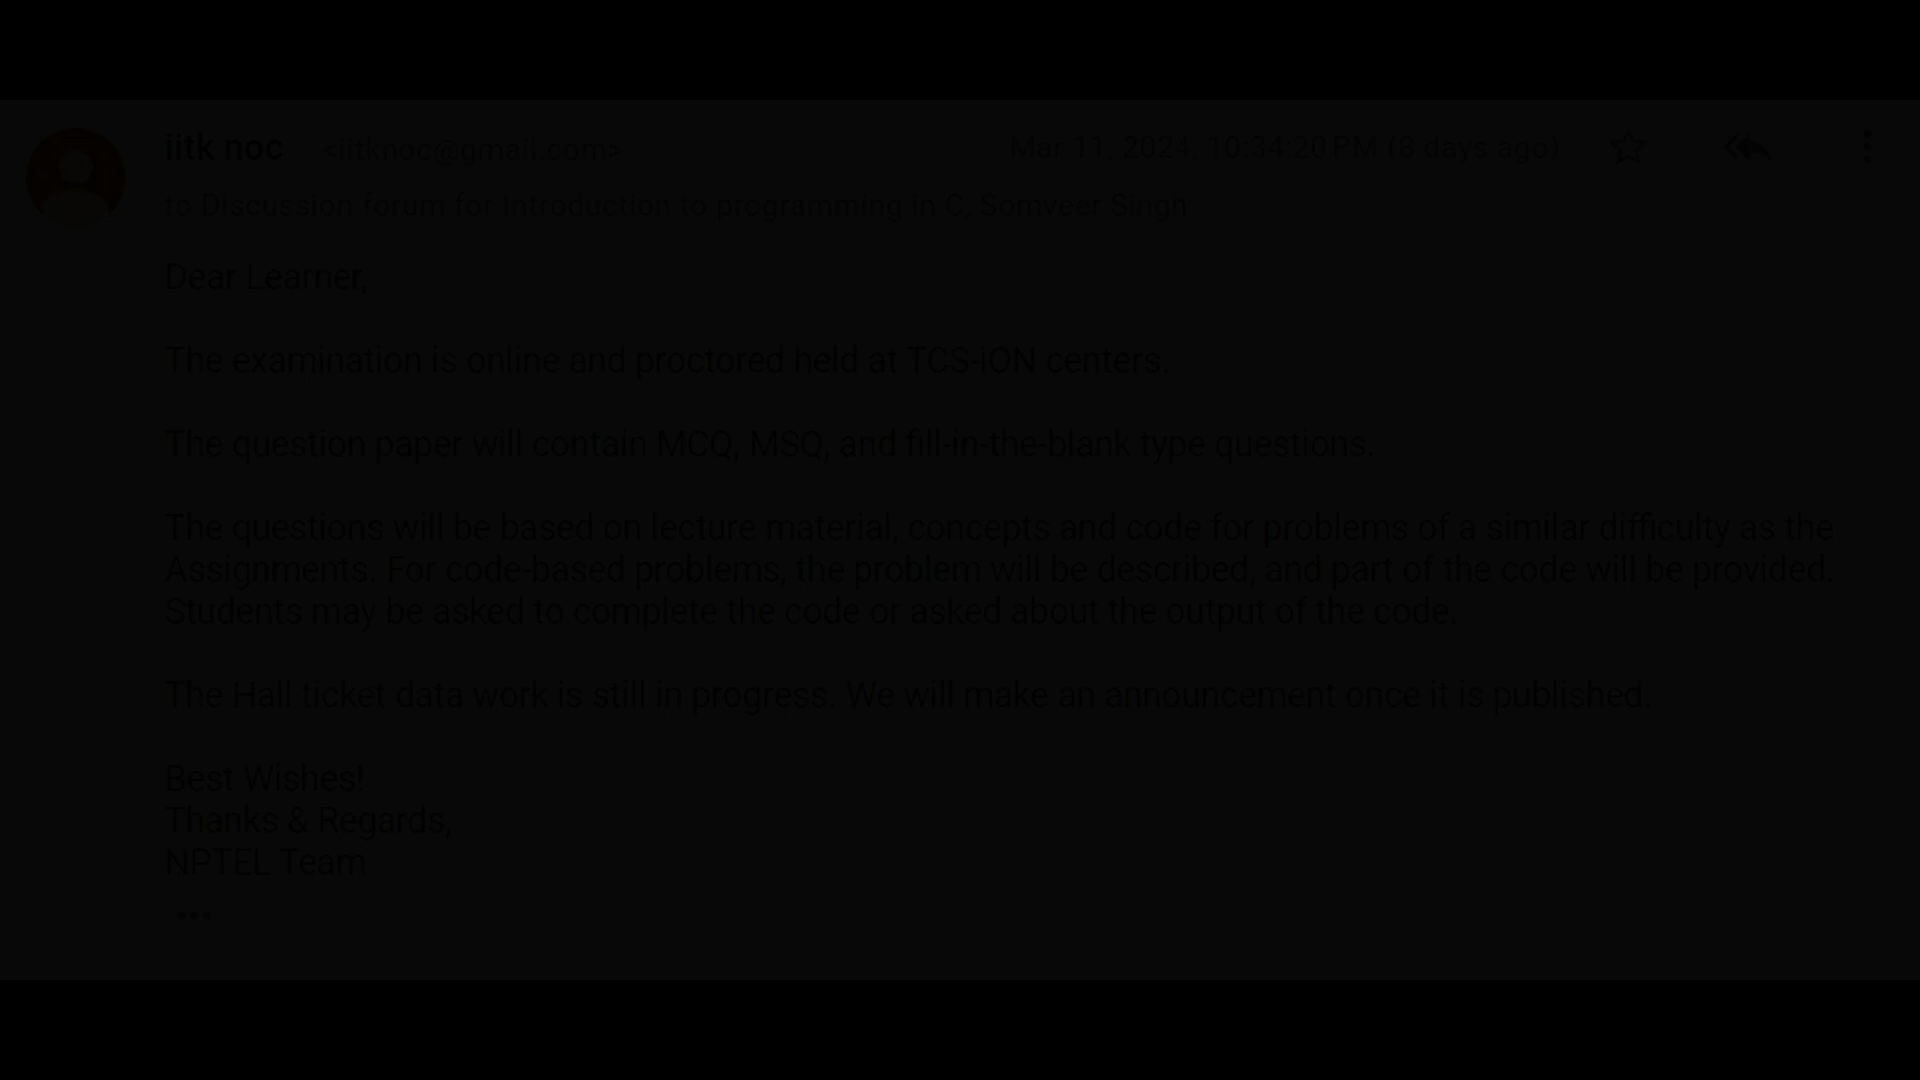 iitk noc <iitknoc@gmail.com> Mar 11, 2024, 10:34:20 PM (8 days ago)
to Discussion forum for Introduction to programming in C, Somveer Singh
Dear Learner,
The examination is online and proctored held at TCS-iON centers.
The question paper will contain MCQ, MSQ, and fill-in-the-blank type questions.
The questions will be based on lecture material, concepts and code for problems of a similar difficulty as the
Assignments. For code-based problems, the problem will be described, and part of the code will be provided.
Students may be asked to complete the code or asked about the output of the code.
The Hall ticket data work is still in progress. We will make an announcement once it is published.
Best Wishes!
Thanks & Regards,
NPTEL Team